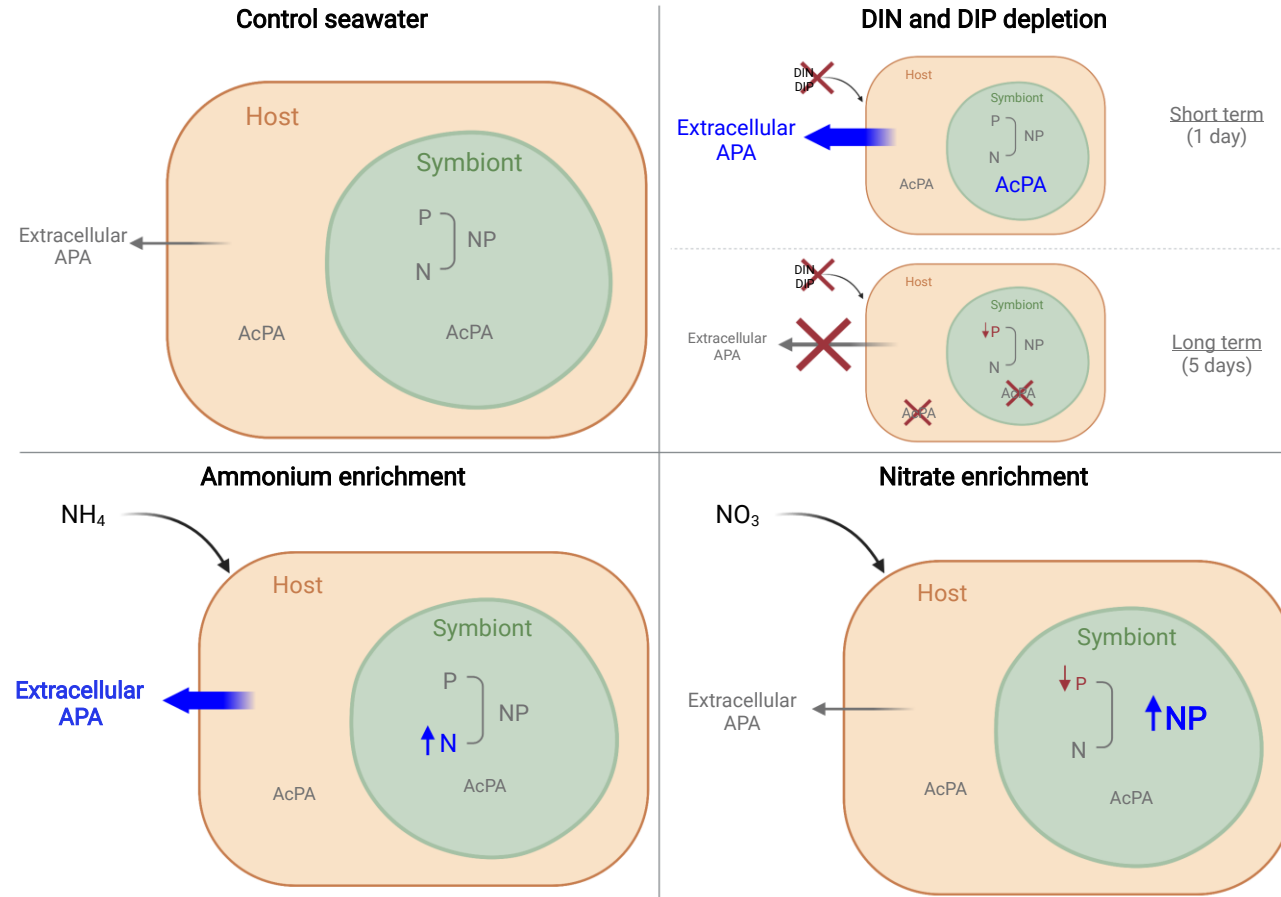 Control seawater
Host
Symbiont
P
NP
N
Extracellular
APA
AcPA
AcPA
DIN and DIP depletion
DIN
DIP
Host
Symbiont
P
NP
N
Extracellular
APA
AcPA
AcPA
Short term
(1 day)
DIN
DIP
Host
Symbiont
P
NP
N
Extracellular
APA
AcPA
AcPA
Long term
(5 days)
Ammonium enrichment
NH₄
Host
Symbiont
P
NP
N
Extracellular
APA
AcPA
AcPA
Nitrate enrichment
NO₃
Host
Symbiont
P
NP
N
Extracellular
APA
AcPA
AcPA